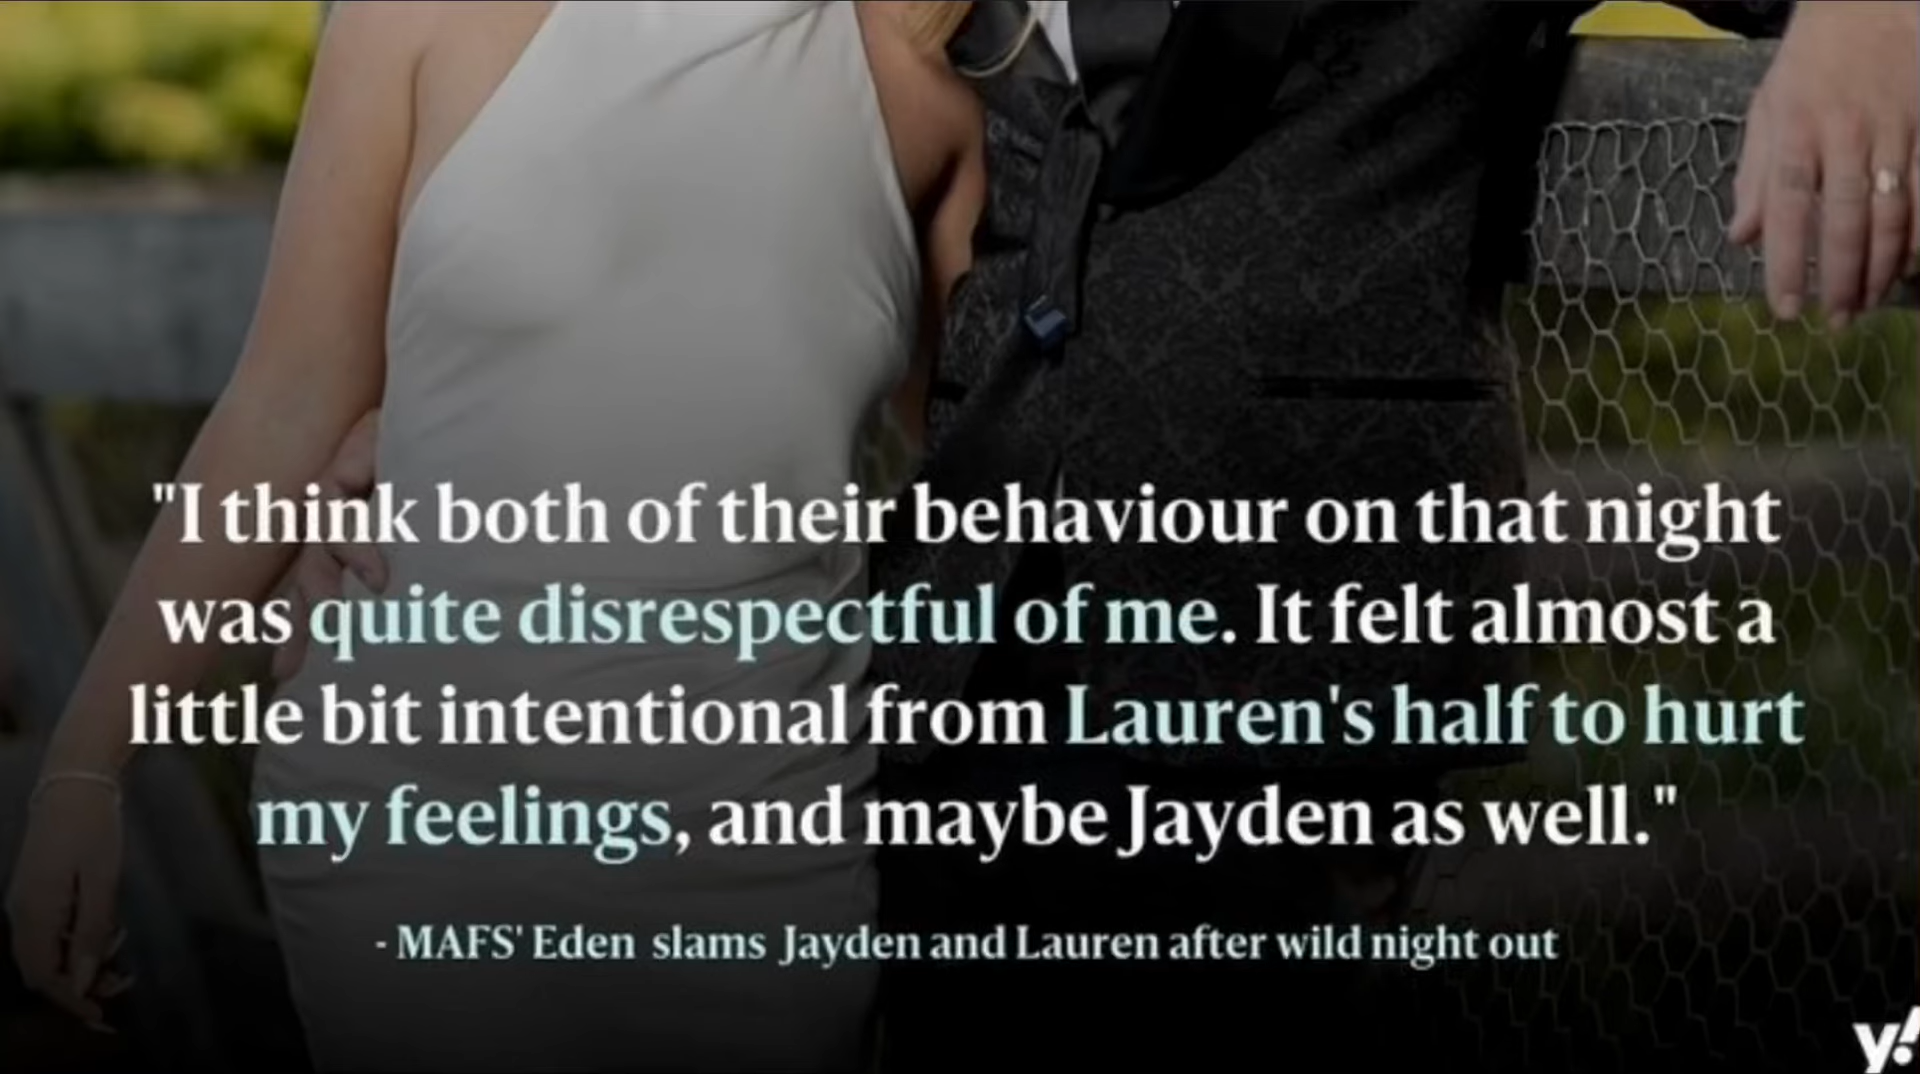 "I think both of their behaviour on that night
was quite disrespectful of me. It felt almost a
little bit intentional from Lauren's half to hurt
my feelings, and maybe Jayden as well."
- MAFS' Eden slams Jayden and Lauren after wild night out
y!